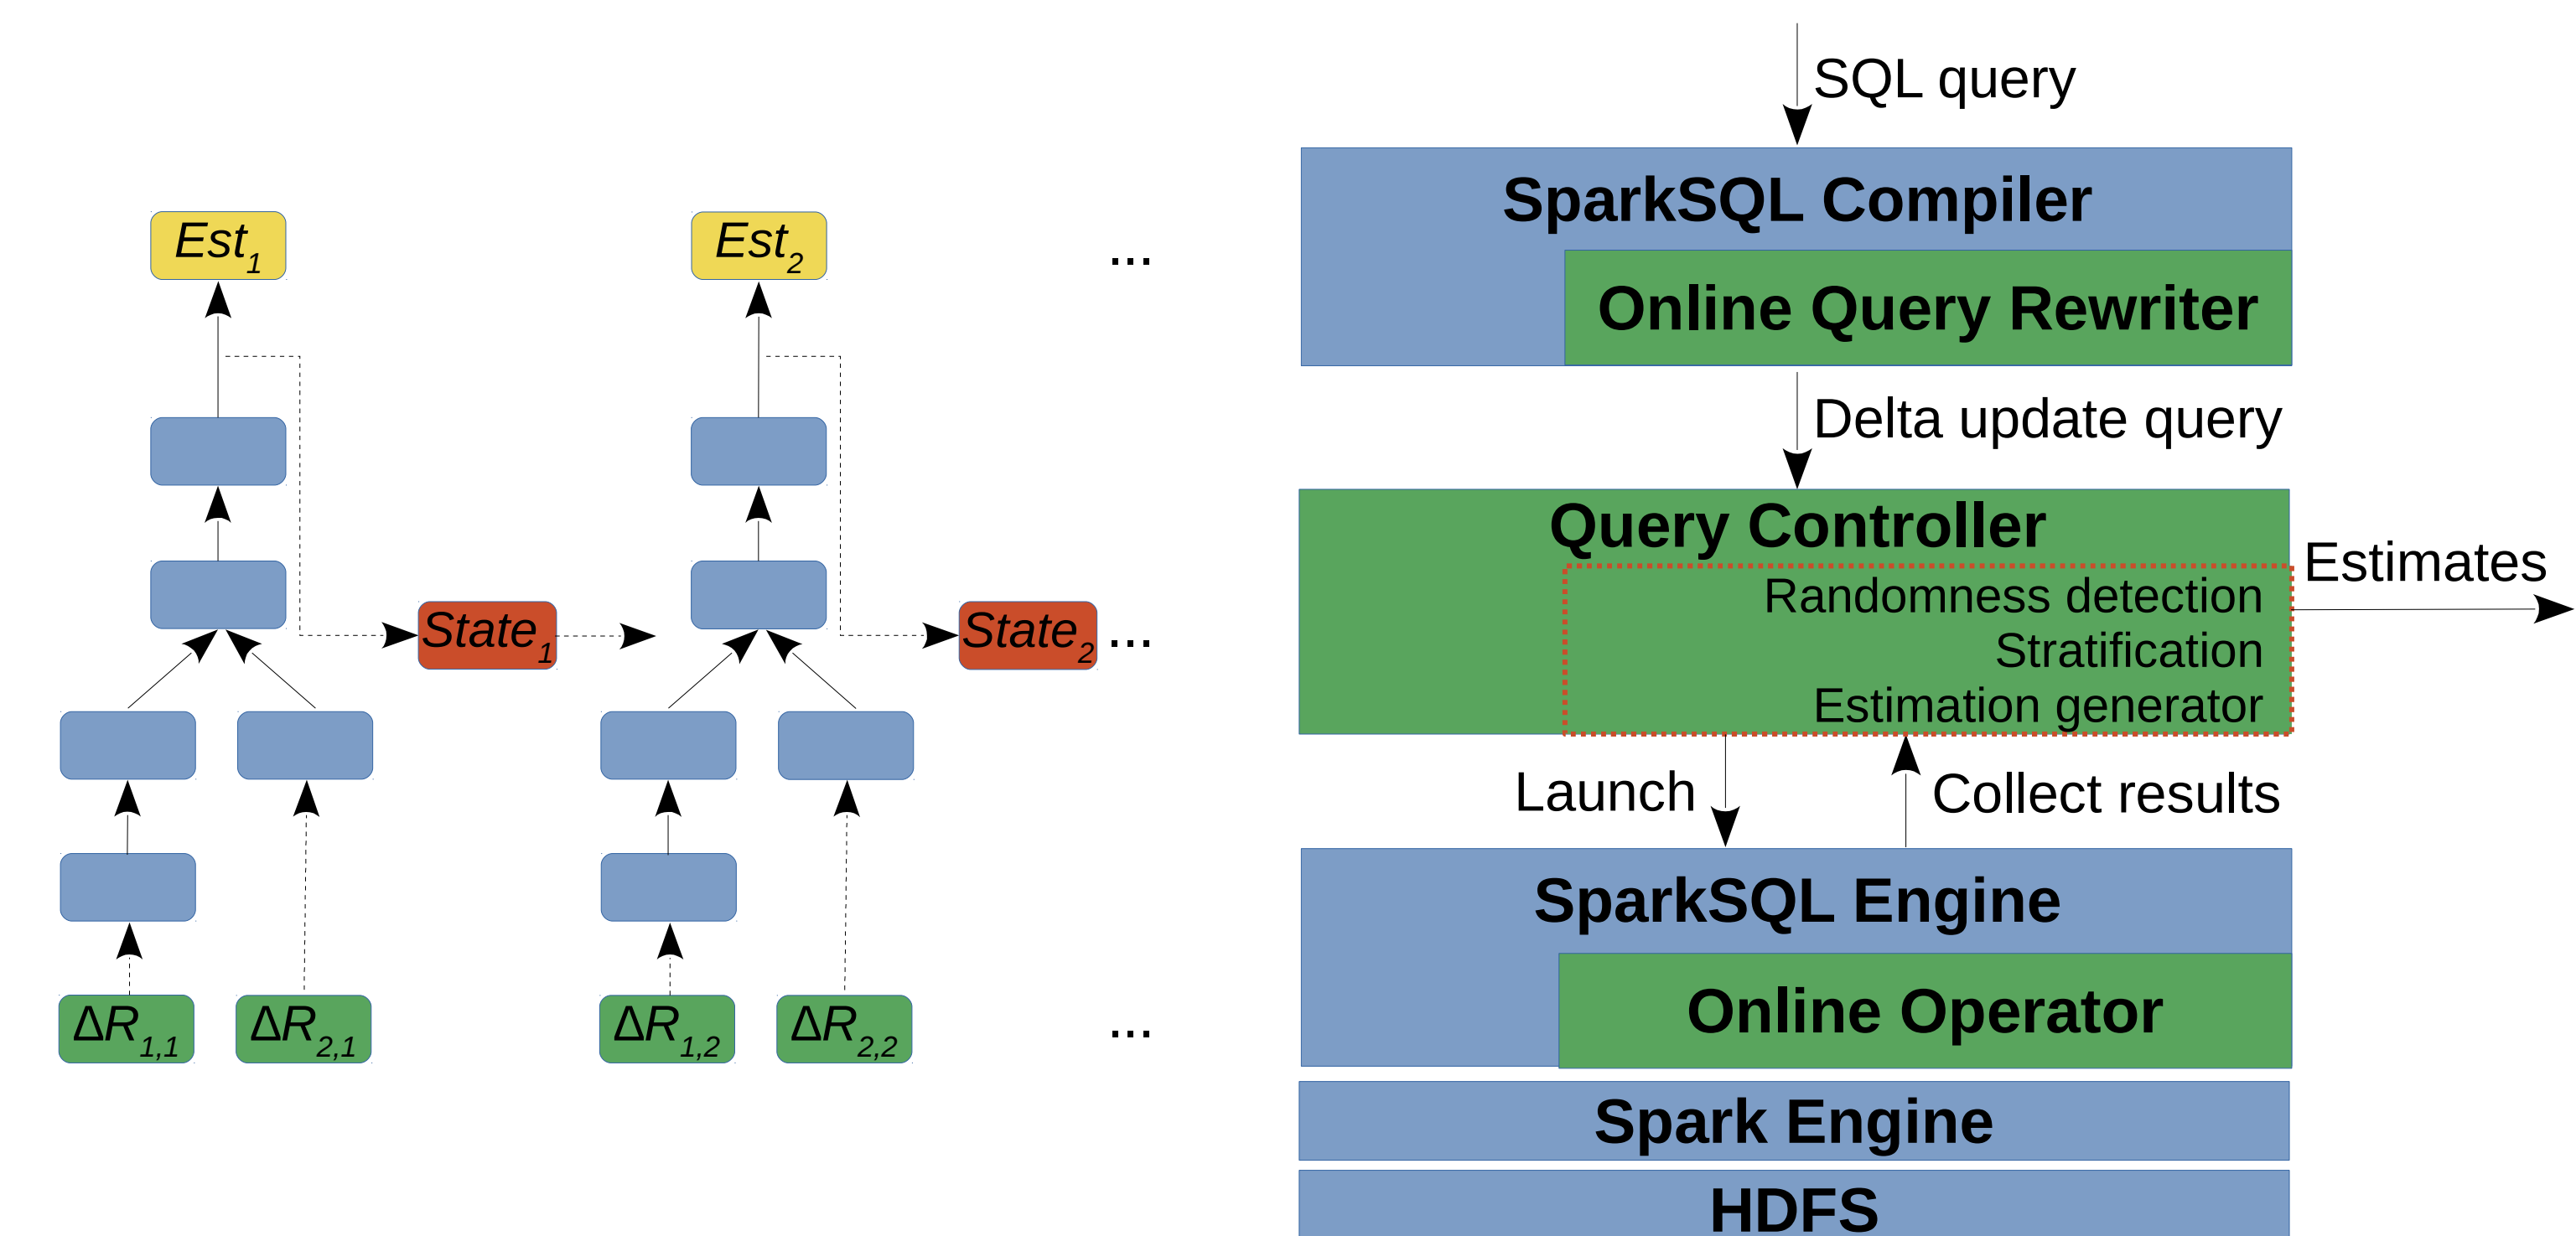 Est1
Est2
...
State1
State2
...
ΔR1,1
ΔR2,1
ΔR1,2
ΔR2,2
...
SQL query
SparkSQL Compiler
Online Query Rewriter
Delta update query
Query Controller
Randomness detection
Stratification
Estimation generator
Estimates
Launch
Collect results
SparkSQL Engine
Online Operator
Spark Engine
HDFS